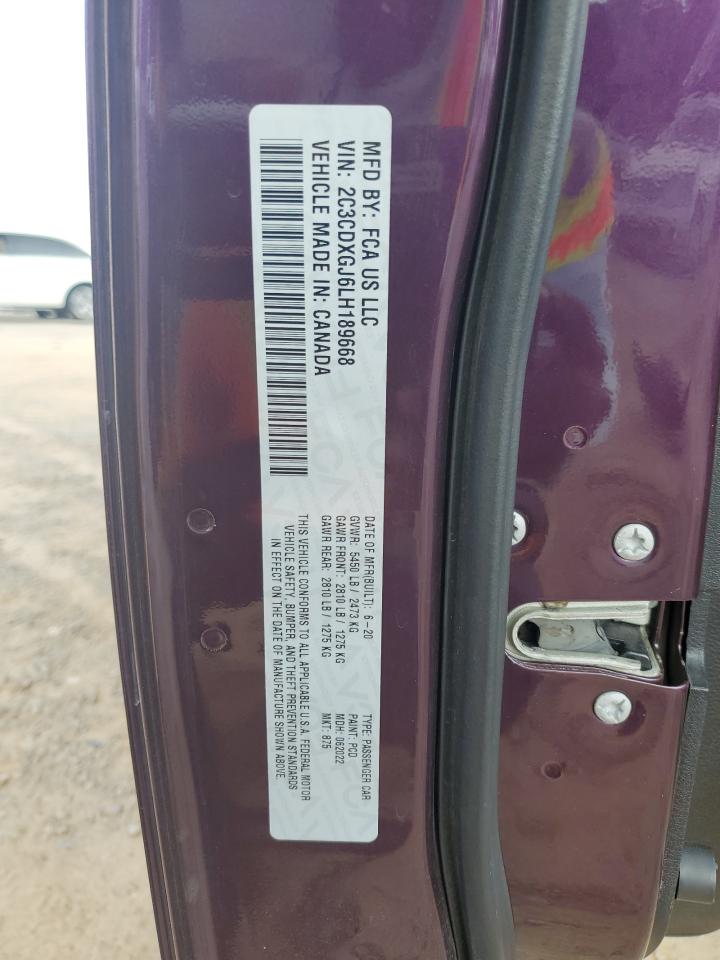 MFD BY: FCA US LLC
VIN: 2C3CDXGJ6LH189668
VEHICLE MADE IN: CANADA
DATE OF MFR(BUILT): 6-20
GVWR: 5450 LB / 2473 KG
GAWR FRONT: 2810 LB / 1275 KG
GAWR REAR: 2810 LB / 1275 KG
THIS VEHICLE CONFORMS TO ALL APPLICABLE U.S.A. FEDERAL MOTOR
VEHICLE SAFETY, BUMPER, AND THEFT PREVENTION STANDARDS
IN EFFECT ON THE DATE OF MANUFACTURE SHOWN ABOVE.
TYPE: PASSENGER CAR
PAINT: PCD
MDH: 062022
MKT: 875